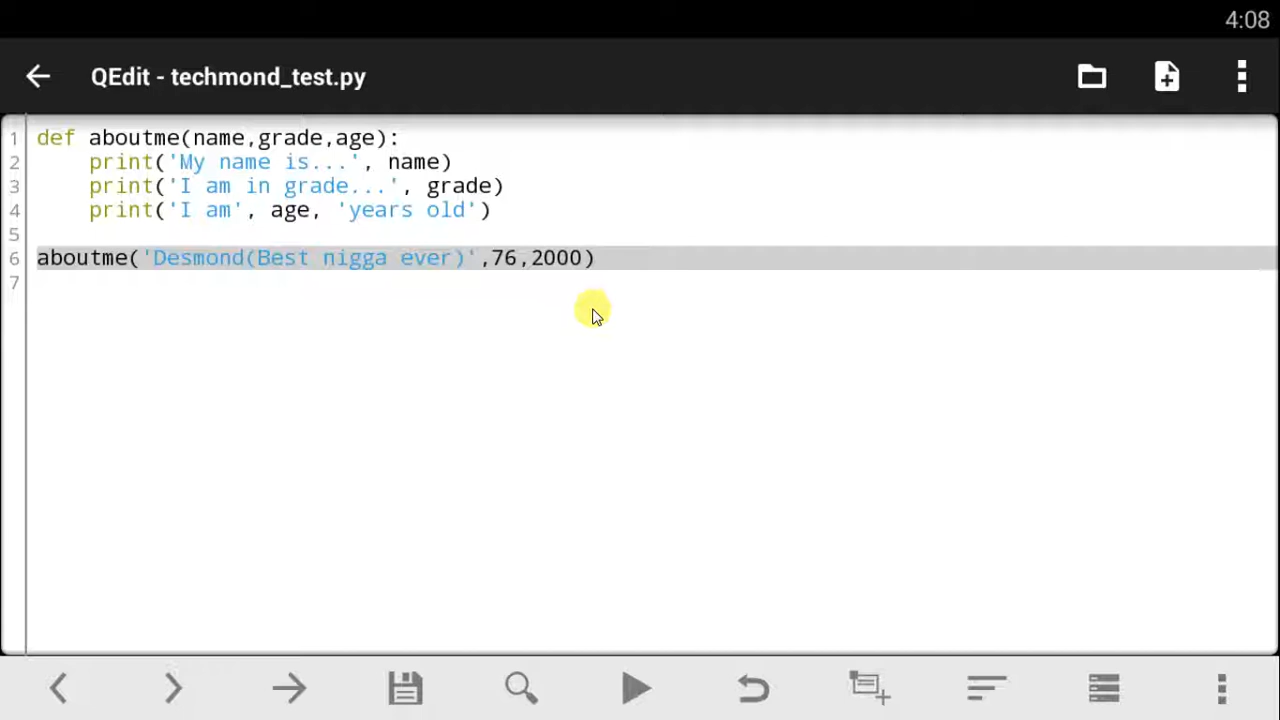 4:08
QEdit - techmond_test.py
1 def aboutme(name,grade,age):
2     print('My name is...', name)
3     print('I am in grade...', grade)
4     print('I am', age, 'years old')
5
6 aboutme('Desmond(Best nigga ever)',76,2000)
7